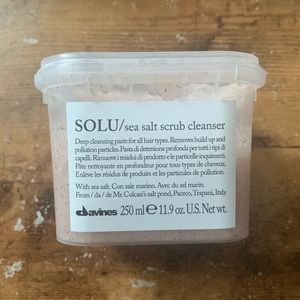 SOLU/sea salt scrub cleanser
Deep cleansing paste for all hair types. Removes build up and
pollution particles. Pasta di detersione profonda per tutti i tipi di
capelli. Rinuove i residui di prodotto e le particelle inquinanti.
Pâte nettoyante en profondeur pour tous types de cheveux.
Enlève les résidus de produits et les particules de pollution.
With sea salt. Con sale marino. Avec du sel marin.
From / da / de Mr. Culcasi's salt pond, Paceco, Trapani, Italy
davines 250 ml ℮ 11.9 oz. U.S. Net wt.